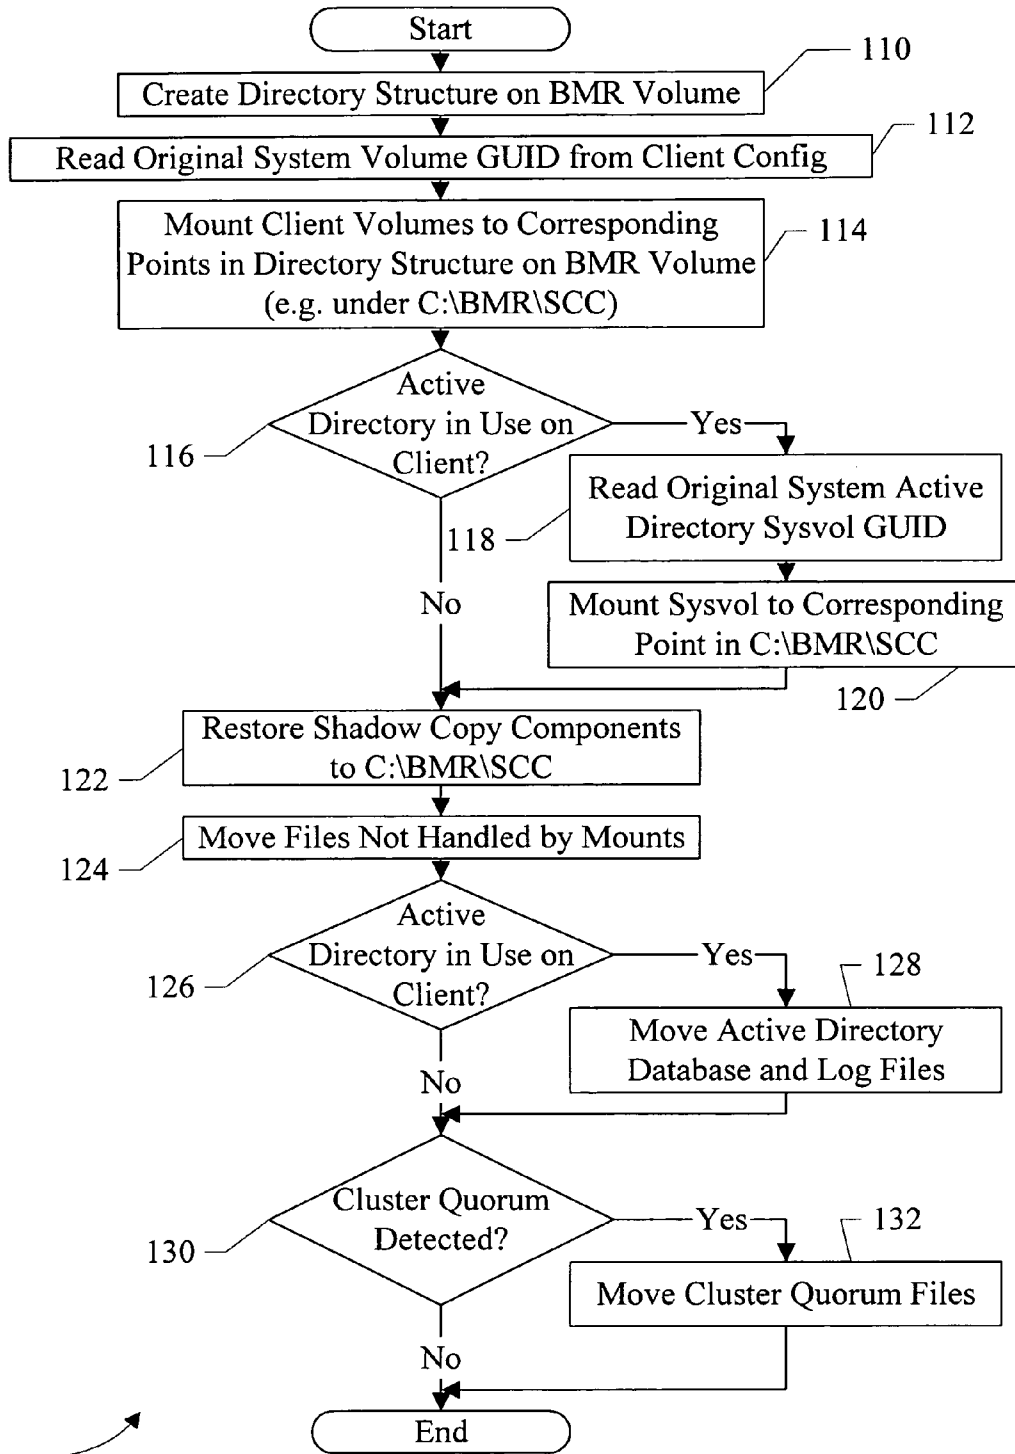 Start
110
Create Directory Structure on BMR Volume
112
Read Original System Volume GUID from Client Config
Mount Client Volumes to Corresponding
Points in Directory Structure on BMR Volume
(e.g. under C:\BMR\SCC)
114
Active
Directory in Use on
Client?
116
Yes
Read Original System Active
Directory Sysvol GUID
118
No
Mount Sysvol to Corresponding
Point in C:\BMR\SCC
120
Restore Shadow Copy Components
to C:\BMR\SCC
122
Move Files Not Handled by Mounts
124
Active
Directory in Use on
Client?
126
Yes
128
Move Active Directory
Database and Log Files
No
Cluster Quorum
Detected?
130
Yes
132
Move Cluster Quorum Files
No
End